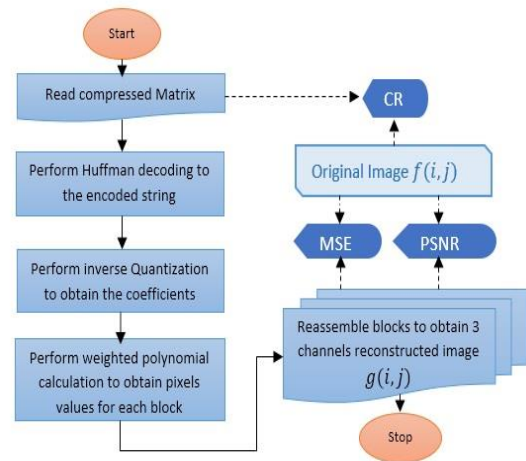 Start
Read compressed Matrix
Perform Huffman decoding to
the encoded string
Perform inverse Quantization
to obtain the coefficients
Perform weighted polynomial
calculation to obtain pixels
values for each block
CR
Original Image f(i,j)
MSE
PSNR
Reassemble blocks to obtain 3
channels reconstructed image
g(i,j)
Stop